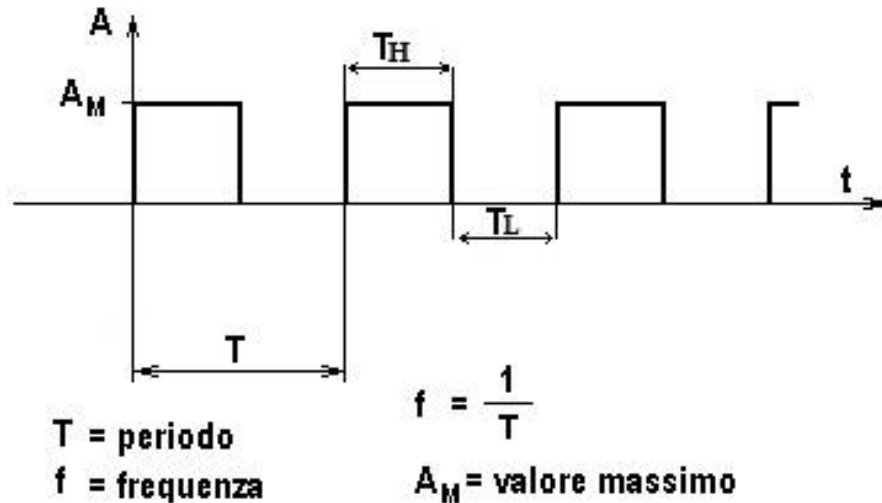 A
T_H
A_M
t
T_L
T
f = 1/T
T = periodo
f = frequenza
A_M = valore massimo